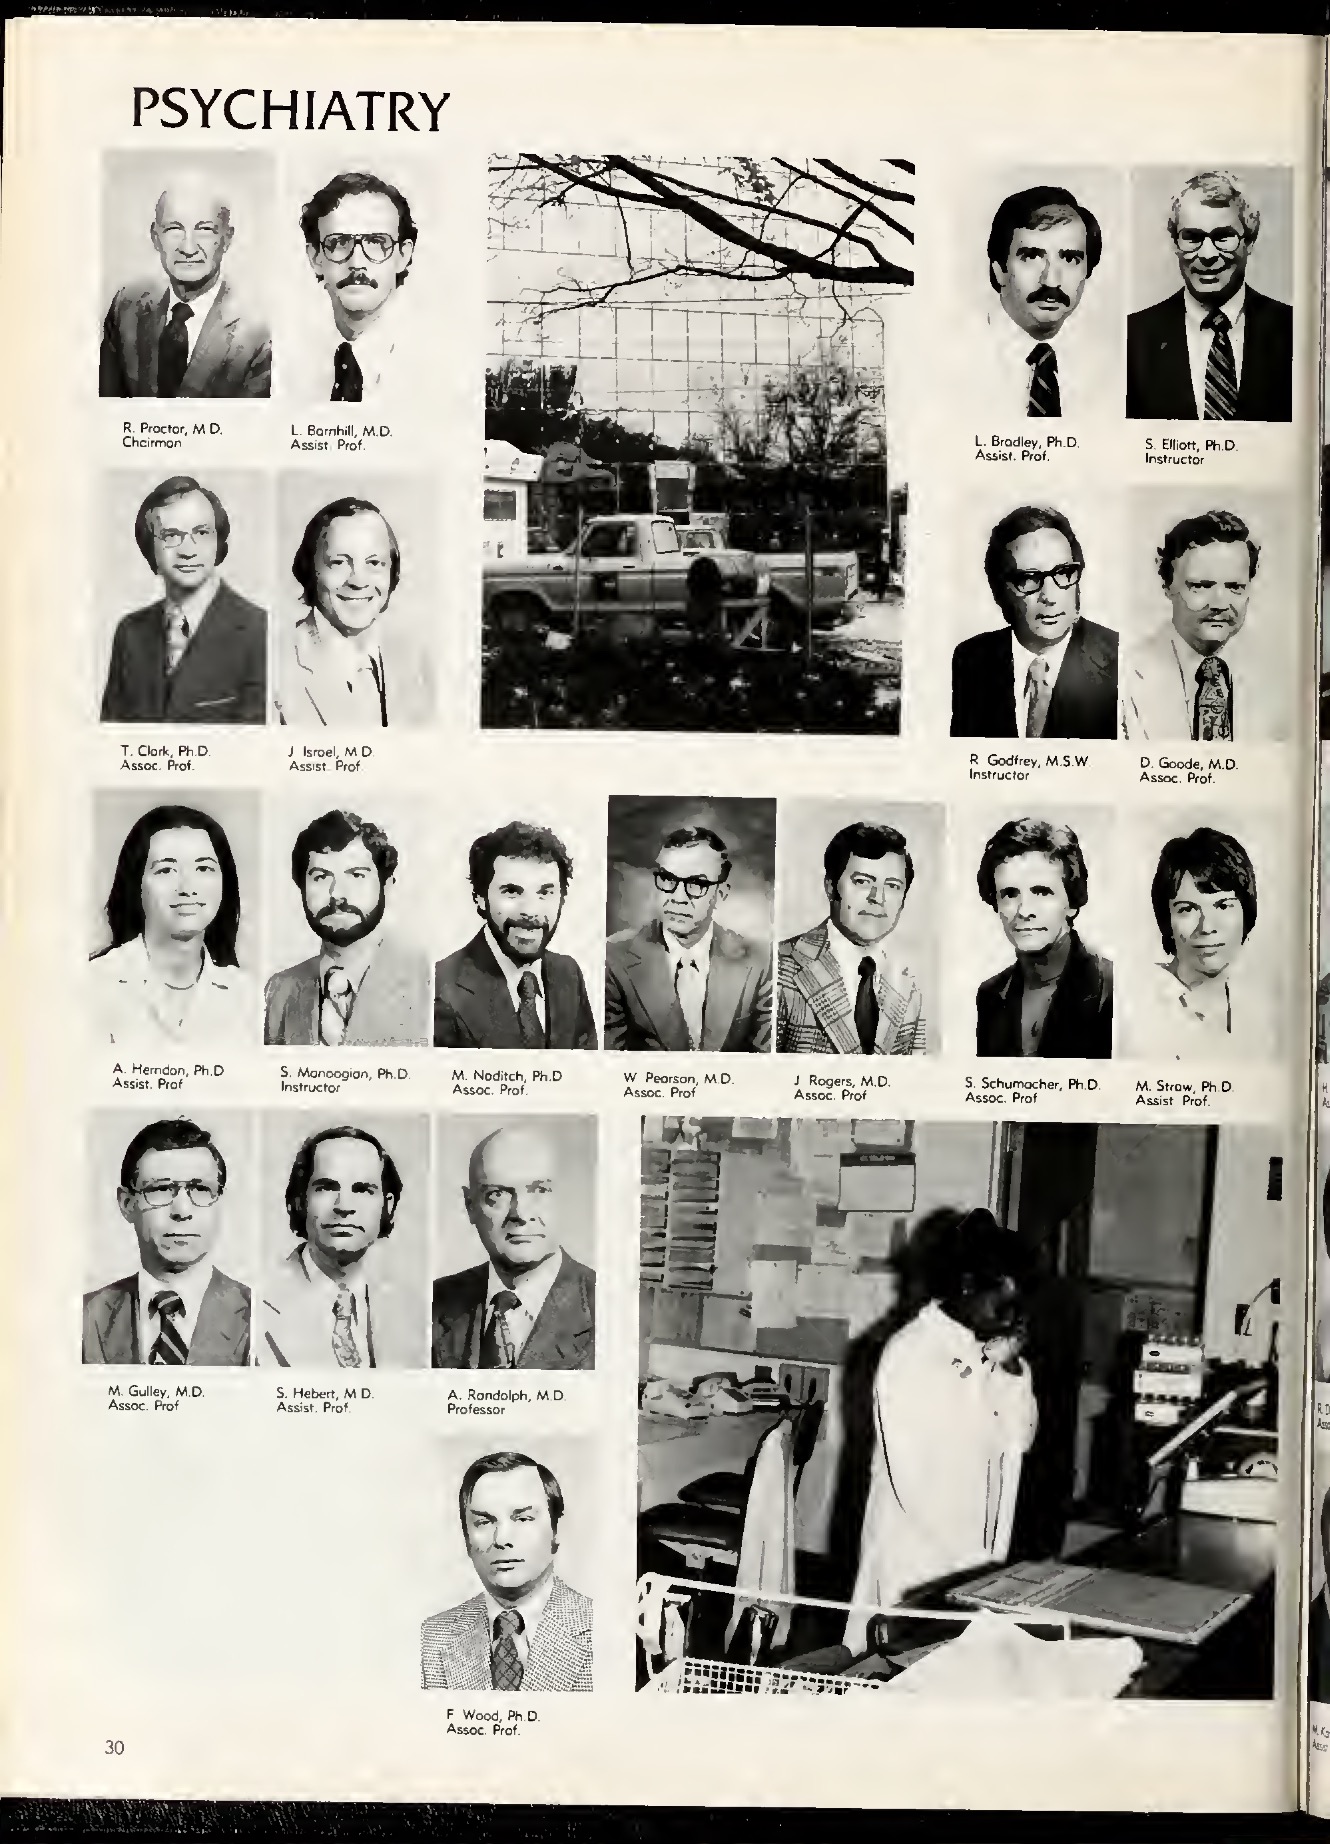 PSYCHIATRY
R. Proctor, M.D.
Chairman
L. Barnhill, M.D.
Assist. Prof.
L. Bradley, Ph.D.
Assist. Prof.
S. Elliott, Ph.D.
Instructor
T. Clark, Ph.D.
Assoc. Prof.
J Israel, M.D.
Assist. Prof.
R Godfrey, M.S.W.
Instructor
D. Goode, M.D.
Assoc. Prof.
A. Herndon, Ph.D
Assist. Prof
S. Manoogian, Ph.D.
Instructor
M. Naditch, Ph.D
Assoc. Prof.
W Pearson, M.D.
Assoc. Prof
J Rogers, M.D.
Assoc. Prof
S. Schumacher, Ph.D.
Assoc. Prof
M. Straw, Ph.D.
Assist Prof.
M. Gulley, M.D.
Assoc. Prof
S. Hebert, M.D.
Assist. Prof.
A. Randolph, M.D.
Professor
F Wood, Ph.D.
Assoc. Prof.
30